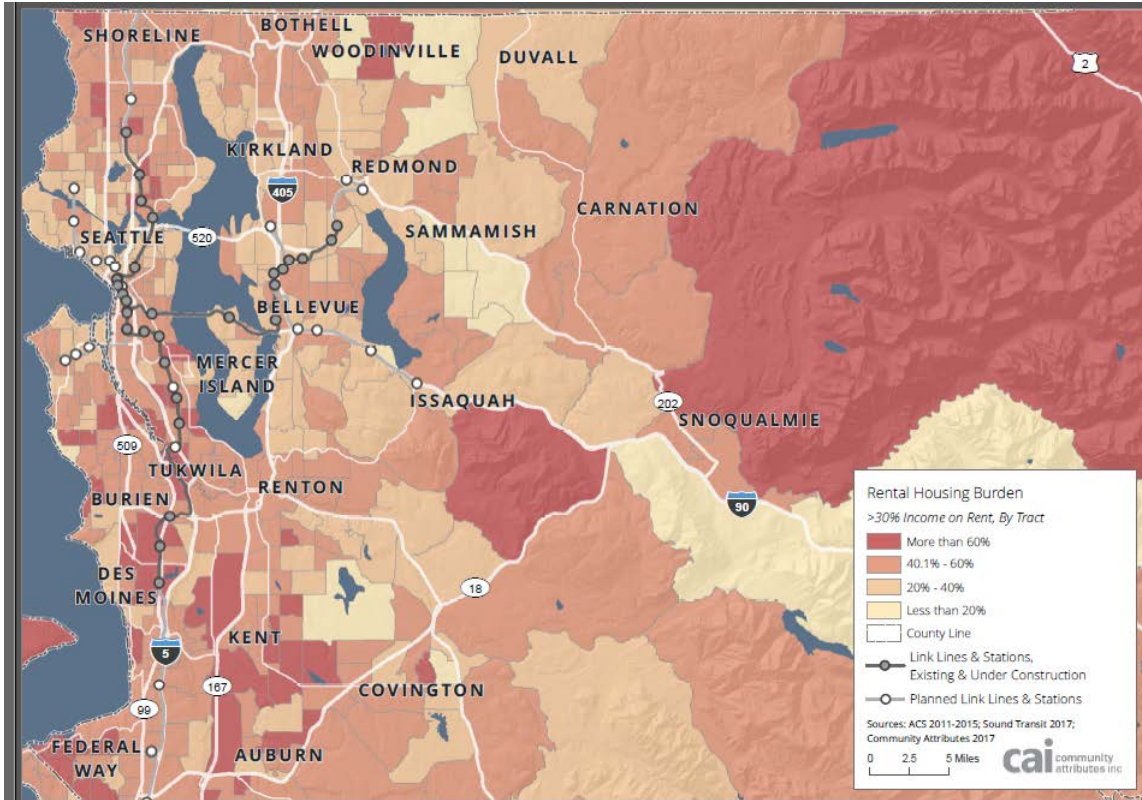 SHORELINE
BOTHELL
WOODINVILLE
DUVALL
2
KIRKLAND
REDMOND
405
CARNATION
SEATTLE
520
SAMMAMISH
BELLEVUE
MERCER
ISLAND
ISSAQUAH
202
SNOQUALMIE
509
TUKWILA
RENTON
BURIEN
90
DES
MOINES
18
KENT
5
167
COVINGTON
99
FEDERAL
WAY
AUBURN
Rental Housing Burden
>30% Income on Rent, By Tract
More than 60%
40.1% - 60%
20% - 40%
Less than 20%
County Line
Link Lines & Stations,
Existing & Under Construction
Planned Link Lines & Stations
Sources: ACS 2011-2015; Sound Transit 2017;
Community Attributes 2017
0 2.5 5 Miles
cai community
attributes inc